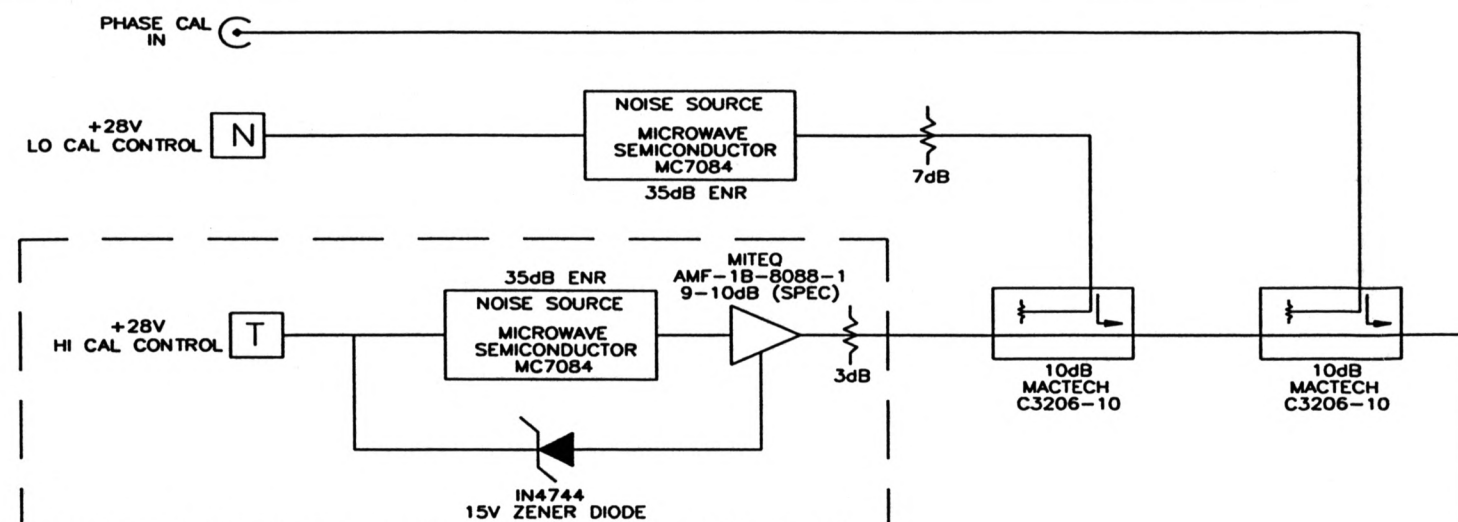 PHASE CAL
IN
+28V
LO CAL CONTROL
N
NOISE SOURCE
MICROWAVE
SEMICONDUCTOR
MC7084
35dB ENR
7dB
+28V
HI CAL CONTROL
T
35dB ENR
NOISE SOURCE
MICROWAVE
SEMICONDUCTOR
MC7084
MITEQ
AMF-1B-8088-1
9-10dB (SPEC)
3dB
IN4744
15V ZENER DIODE
10dB
MACTECH
C3206-10
10dB
MACTECH
C3206-10